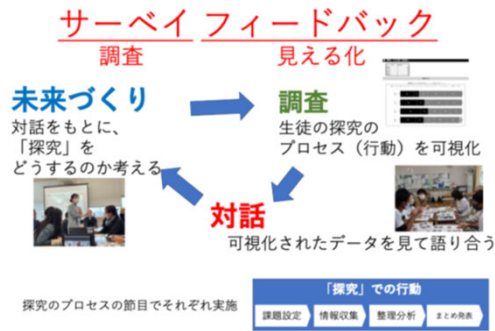 サーベイ フィードバック
調査 見える化
未来づくり
対話をもとに、
「探究」を
どうするのか考える
調査
生徒の探究の
プロセス（行動）を可視化
対話
可視化されたデータを見て語り合う
探究のプロセスの節目でそれぞれ実施
「探究」での行動
課題設定 情報収集 整理分析 まとめ発表